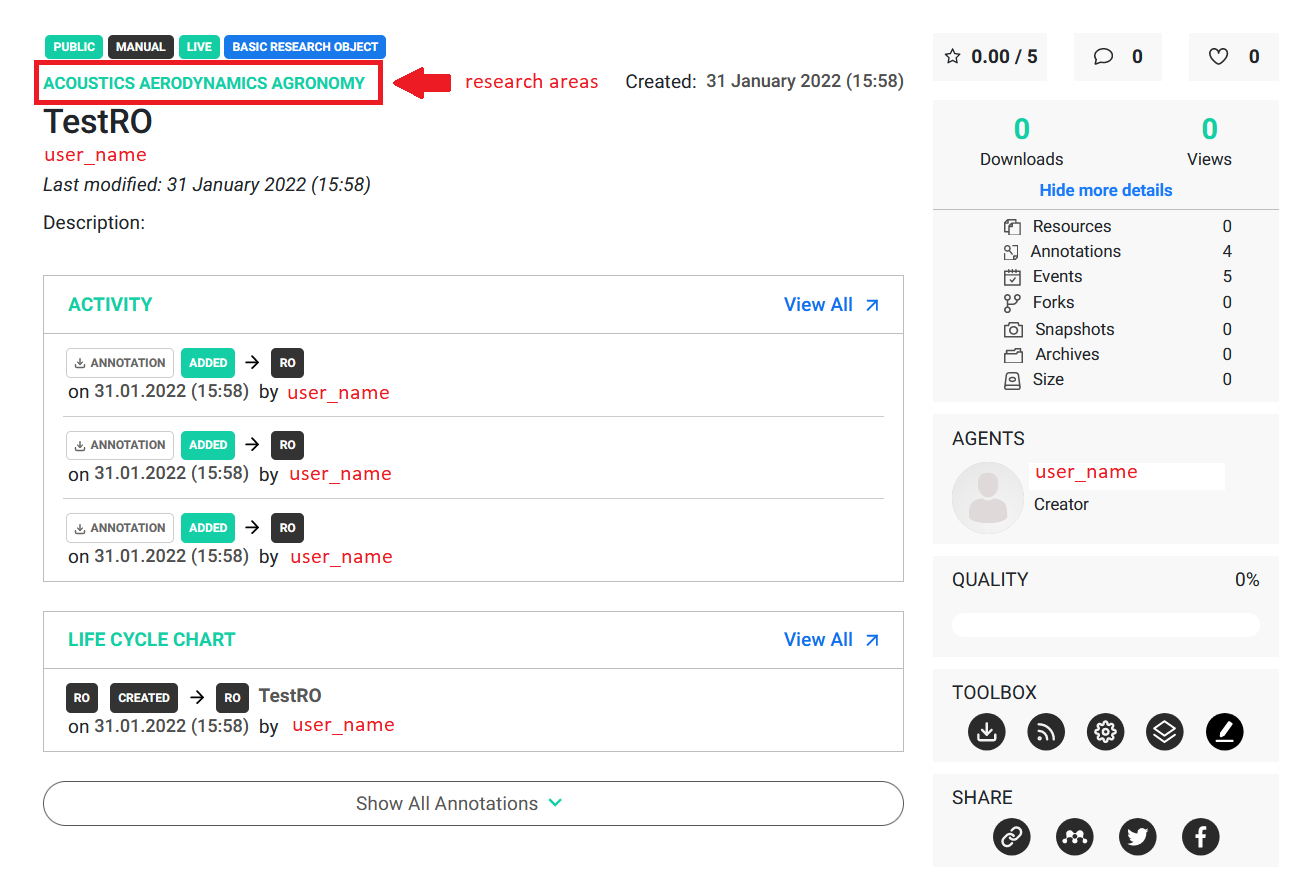 PUBLIC MANUAL LIVE BASIC RESEARCH OBJECT
ACOUSTICS AERODYNAMICS AGRONOMY
research areas
Created: 31 January 2022 (15:58)
TestRO
user_name
Last modified: 31 January 2022 (15:58)
Description:
ACTIVITY View All
ANNOTATION ADDED RO
on 31.01.2022 (15:58) by user_name
ANNOTATION ADDED RO
on 31.01.2022 (15:58) by user_name
ANNOTATION ADDED RO
on 31.01.2022 (15:58) by user_name
LIFE CYCLE CHART View All
RO CREATED RO TestRO
on 31.01.2022 (15:58) by user_name
Show All Annotations
0.00 / 5 0 0
0 0
Downloads Views
Hide more details
Resources 0
Annotations 4
Events 5
Forks 0
Snapshots 0
Archives 0
Size 0
AGENTS
user_name
Creator
QUALITY 0%
TOOLBOX
SHARE